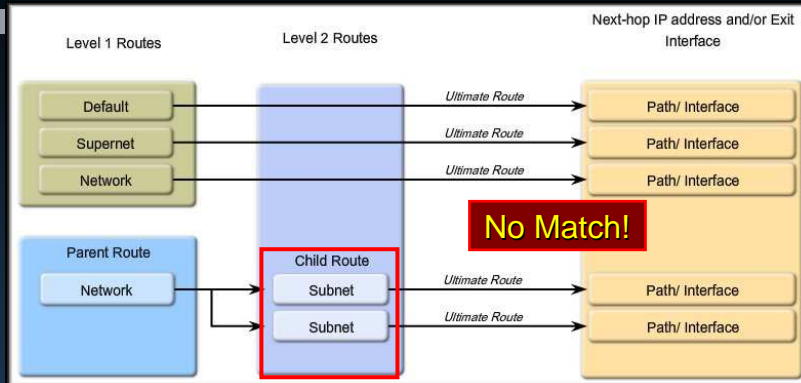 Level 1 Routes
Level 2 Routes
Next-hop IP address and/or Exit
Interface
Default
Ultimate Route
Path/ Interface
Supernet
Ultimate Route
Path/ Interface
Network
Ultimate Route
Path/ Interface
No Match!
Parent Route
Child Route
Network
Subnet
Ultimate Route
Path/ Interface
Subnet
Ultimate Route
Path/ Interface